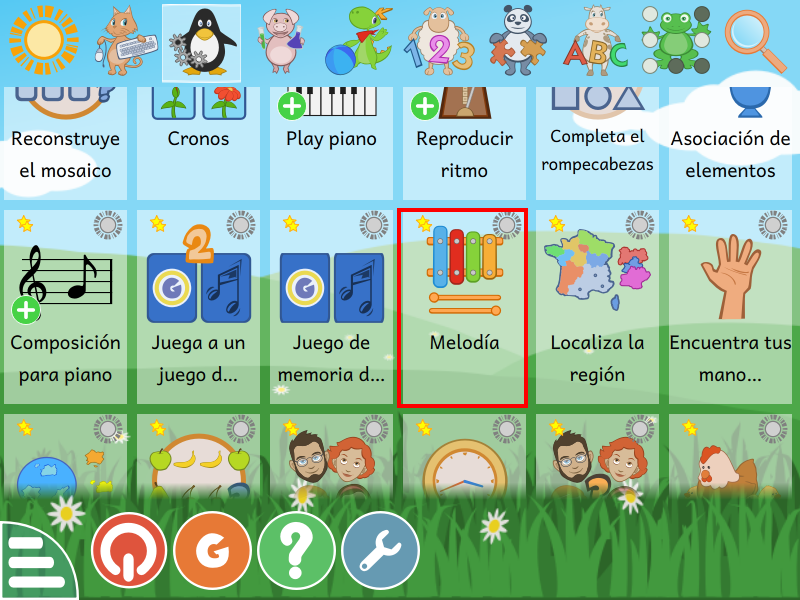 1 2 3
A B C
Reconstruye
el mosaico
Cronos
Play piano
Reproducir
ritmo
Completa el
rompecabezas
Asociación de
elementos
2
Composición
para piano
Juega a un
juego d...
Juego de
memoria d...
Melodía
Localiza la
región
Encuentra tus
mano...
G
?